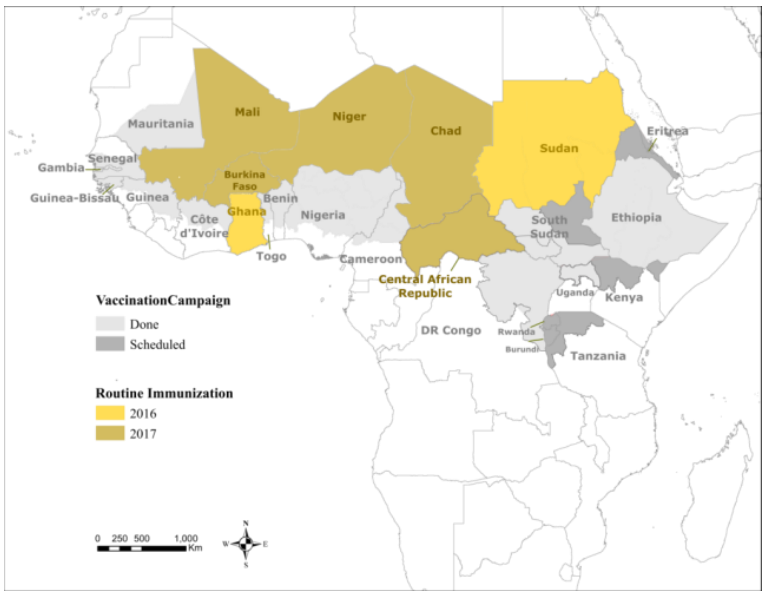 Mali
Niger
Chad
Sudan
Eritrea
Mauritania
Senegal
Gambia
Burkina
Faso
Guinea-Bissau
Guinea
Ghana
Benin
Nigeria
Côte
d'Ivoire
Togo
Cameroon
South
Sudan
Ethiopia
Central African
Republic
Uganda
Kenya
DR Congo
Rwanda
Burundi
Tanzania
VaccinationCampaign
Done
Scheduled
Routine Immunization
2016
2017
0 250 500 1,000
Km
N
W E
S